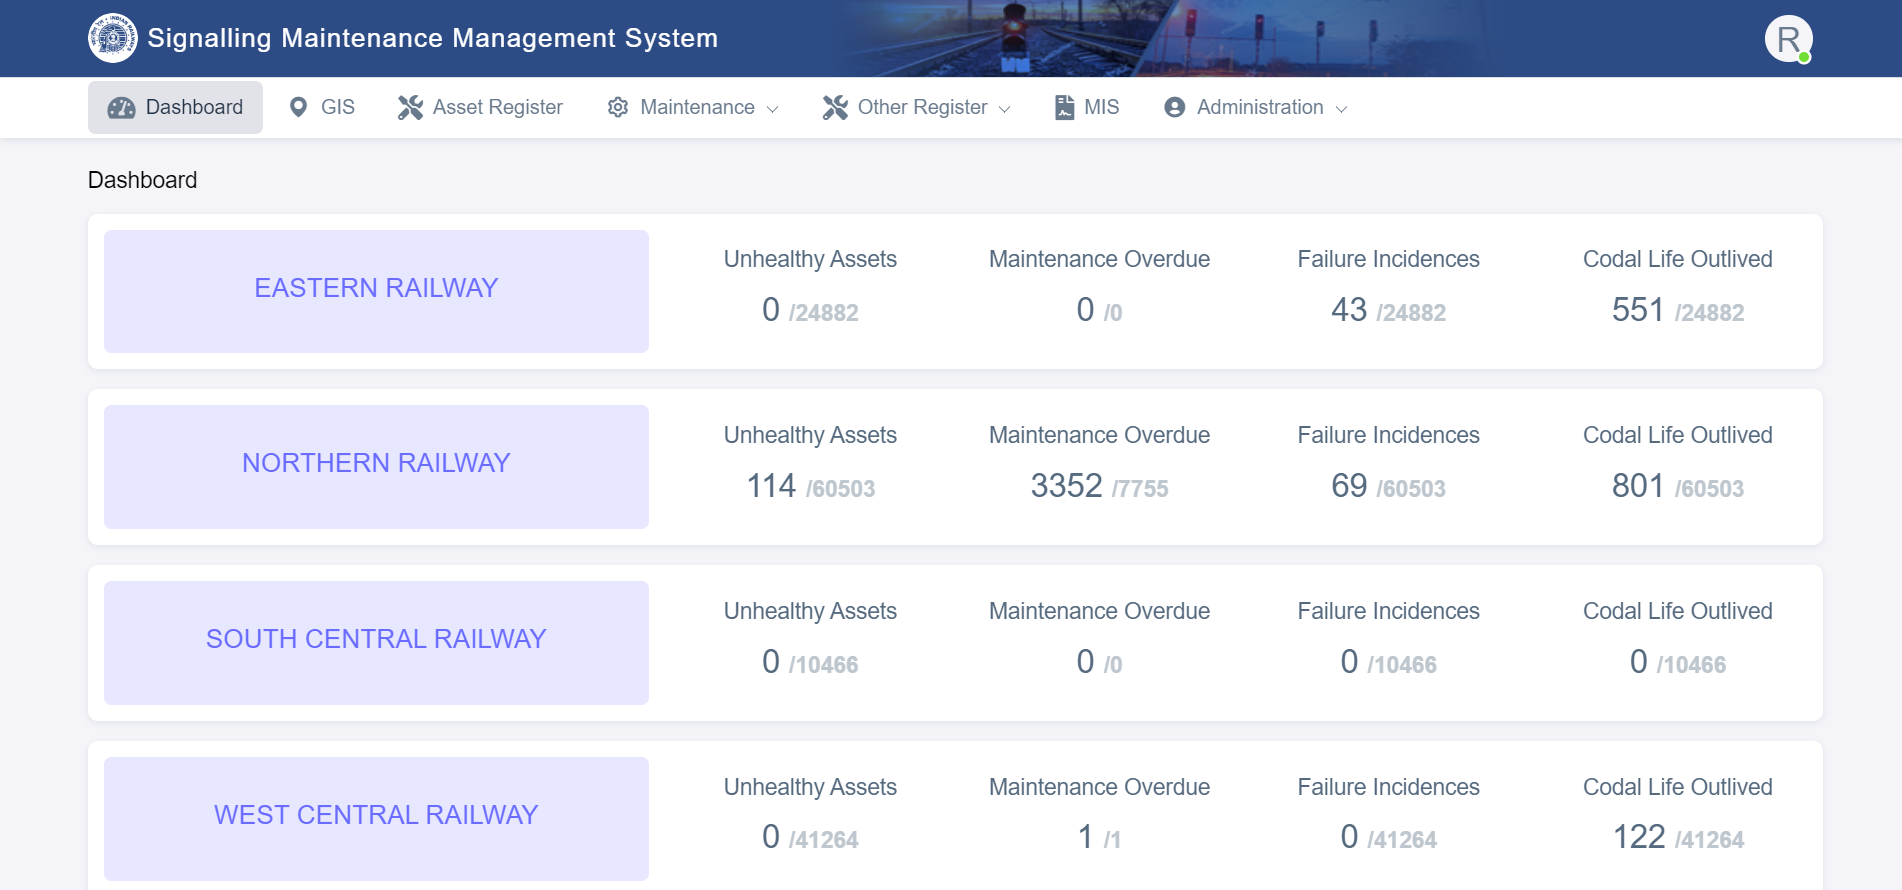 Signalling Maintenance Management System
R
Dashboard GIS Asset Register Maintenance Other Register MIS Administration
Dashboard
EASTERN RAILWAY
Unhealthy Assets Maintenance Overdue Failure Incidences Codal Life Outlived
0 /24882 0 /0 43 /24882 551 /24882
NORTHERN RAILWAY
Unhealthy Assets Maintenance Overdue Failure Incidences Codal Life Outlived
114 /60503 3352 /7755 69 /60503 801 /60503
SOUTH CENTRAL RAILWAY
Unhealthy Assets Maintenance Overdue Failure Incidences Codal Life Outlived
0 /10466 0 /0 0 /10466 0 /10466
WEST CENTRAL RAILWAY
Unhealthy Assets Maintenance Overdue Failure Incidences Codal Life Outlived
0 /41264 1 /1 0 /41264 122 /41264